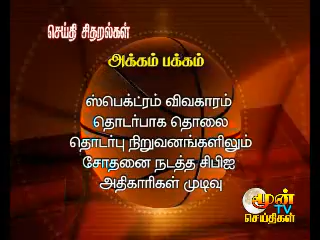 செய்தி சிதறல்கள்
அக்கம் பக்கம்
ஸ்பெக்ட்ரம் விவகாரம்
தொடர்பாக தொலை
தொடர்பு நிறுவனங்களிலும்
சோதனை நடத்த சிபிஐ
அதிகாரிகள் முடிவு
மூன்
TV
செய்திகள்